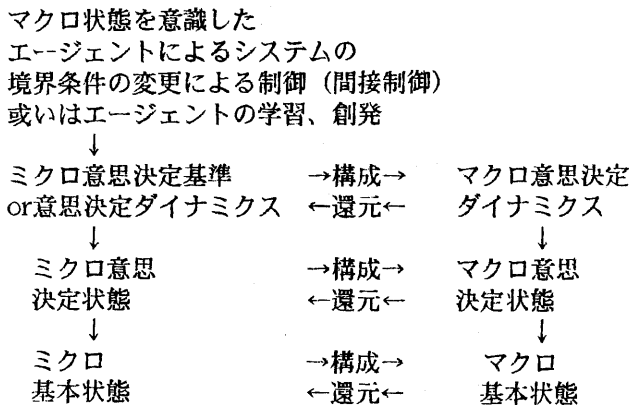 マクロ状態を意識した
エージェントによるシステムの
境界条件の変更による制御（間接制御）
或いはエージェントの学習、創発
↓
ミクロ意思決定基準 →構成→ マクロ意思決定
or意思決定ダイナミクス ←還元← ダイナミクス
↓ ↓
ミクロ意思 →構成→ マクロ意思
決定状態 ←還元← 決定状態
↓ ↓
ミクロ →構成→ マクロ
基本状態 ←還元← 基本状態